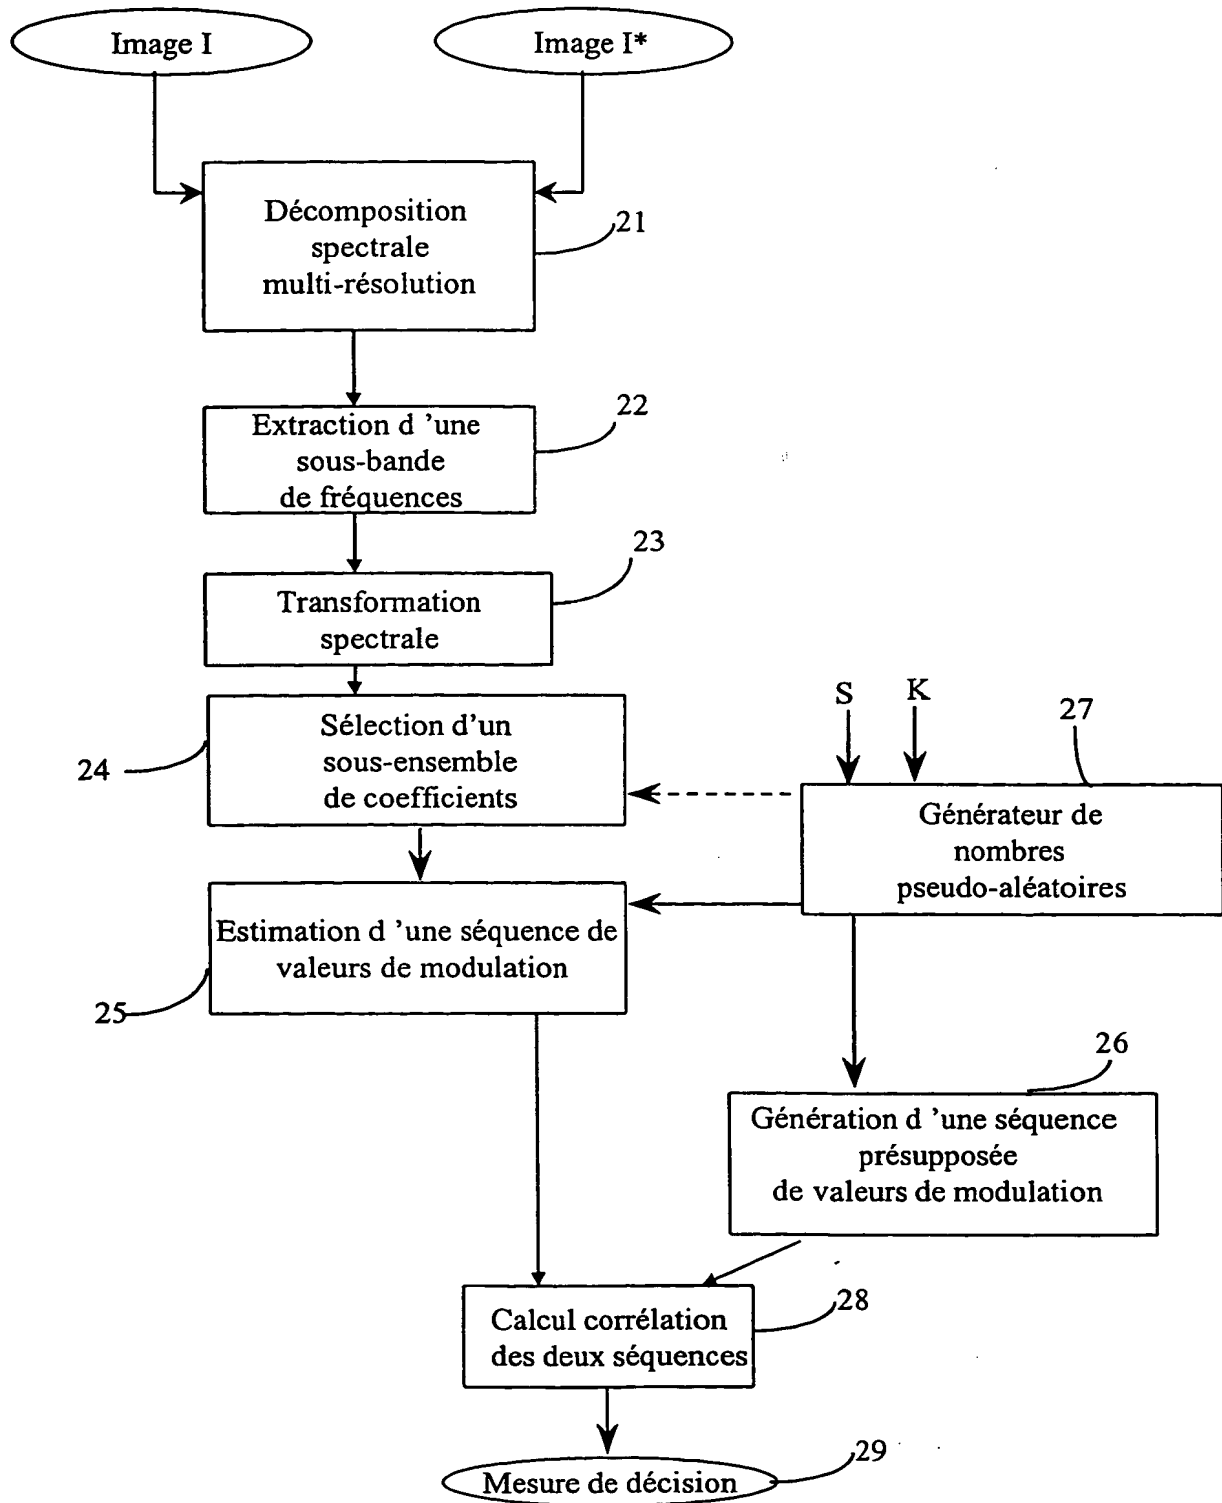 Image I
Image I*
Décomposition
spectrale
multi-résolution
21
Extraction d ’une
sous-bande
de fréquences
22
23
Transformation
spectrale
S
K
27
Sélection d'un
sous-ensemble
de coefficients
24
Générateur de
nombres
pseudo-aléatoires
Estimation d ’une séquence de
valeurs de modulation
25
26
Génération d ’une séquence
présupposée
de valeurs de modulation
Calcul corrélation
des deux séquences
28
Mesure de décision
29